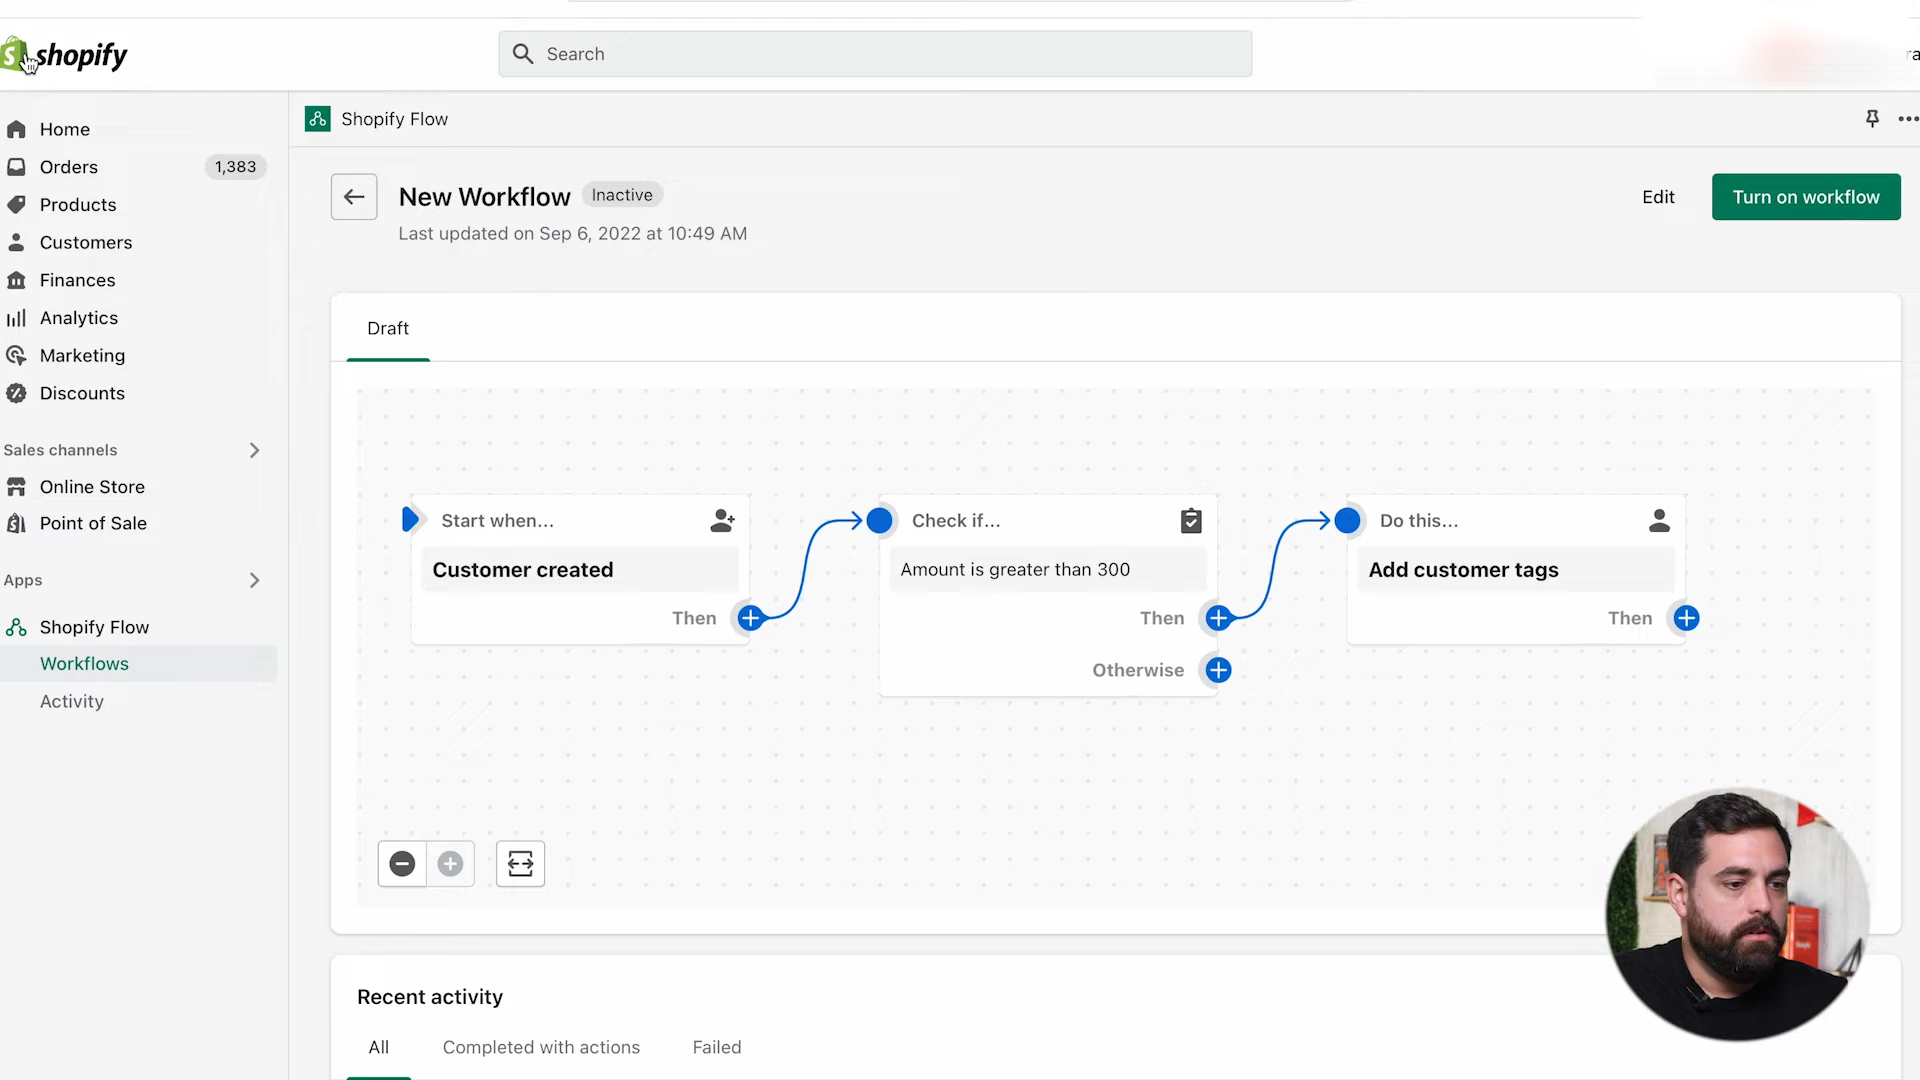 shopify
Search
ra
Home
Orders 1,383
Products
Customers
Finances
Analytics
Marketing
Discounts
Sales channels
Online Store
Point of Sale
Apps
Shopify Flow
Workflows
Activity
Shopify Flow
New Workflow Inactive
Last updated on Sep 6, 2022 at 10:49 AM
Edit Turn on workflow
Draft
Start when...
Customer created
Then
Check if...
Amount is greater than 300
Then
Otherwise
Do this...
Add customer tags
Then
Recent activity
All Completed with actions Failed